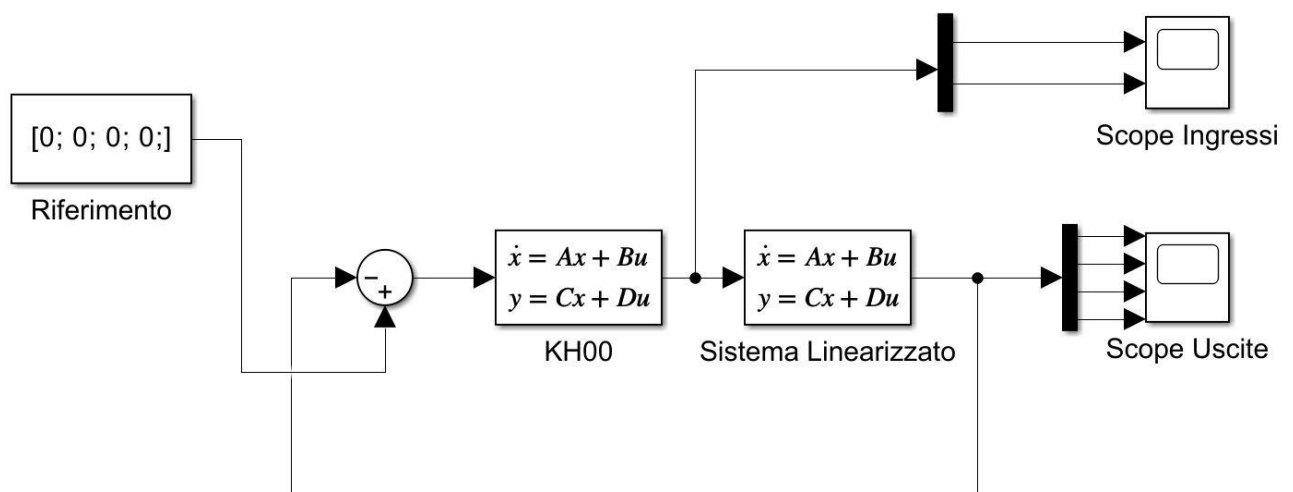 Scope Ingressi
[0; 0; 0; 0;]
Riferimento
−
+
ẋ = Ax + Bu
y = Cx + Du
KH00
ẋ = Ax + Bu
y = Cx + Du
Sistema Linearizzato
Scope Uscite